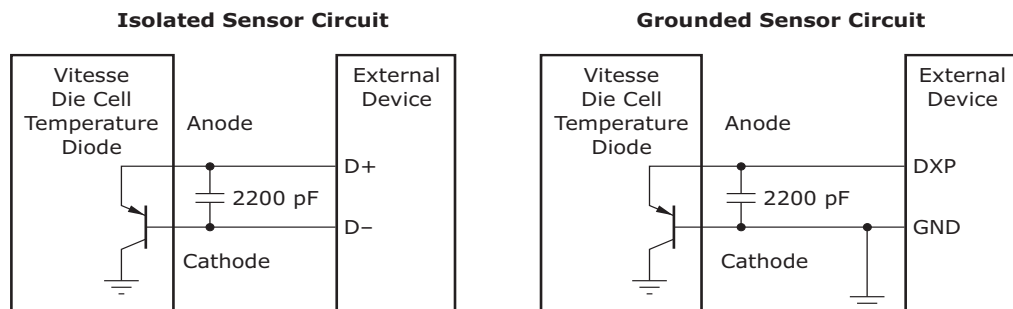 Isolated Sensor Circuit
Vitesse
Die Cell
Temperature
Diode
Anode
External
Device
D+
2200 pF
D–
Cathode
Grounded Sensor Circuit
Vitesse
Die Cell
Temperature
Diode
Anode
External
Device
DXP
2200 pF
GND
Cathode